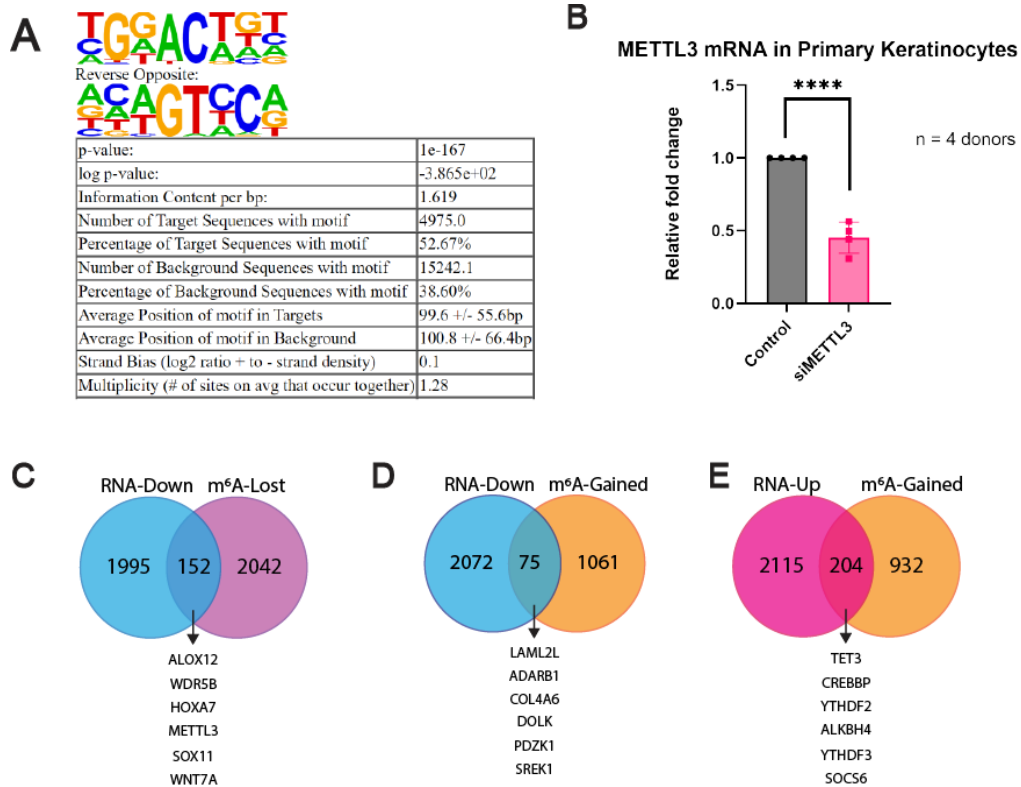 A
TGGACTGT
Reverse Opposite:
ACAGTCCA
p-value: 1e-167
log p-value: -3.865e+02
Information Content per bp: 1.619
Number of Target Sequences with motif 4975.0
Percentage of Target Sequences with motif 52.67%
Number of Background Sequences with motif 15242.1
Percentage of Background Sequences with motif 38.60%
Average Position of motif in Targets 99.6 +/- 55.6bp
Average Position of motif in Background 100.8 +/- 66.4bp
Strand Bias (log2 ratio + to - strand density) 0.1
Multiplicity (# of sites on avg that occur together) 1.28
B
METTL3 mRNA in Primary Keratinocytes
Relative fold change
1.5
1.0
0.5
0.0
****
n = 4 donors
Control
siMETTL3
C
RNA-Down m⁶A-Lost
1995 152 2042
ALOX12
WDR5B
HOXA7
METTL3
SOX11
WNT7A
D
RNA-Down m⁶A-Gained
2072 75 1061
LAML2L
ADARB1
COL4A6
DOLK
PDZK1
SREK1
E
RNA-Up m⁶A-Gained
2115 204 932
TET3
CREBBP
YTHDF2
ALKBH4
YTHDF3
SOCS6